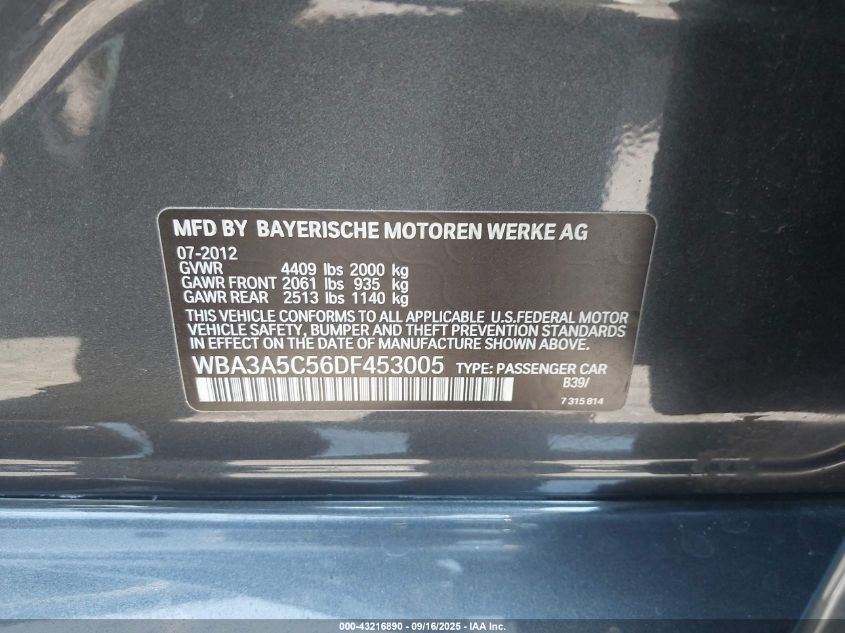 MFD BY BAYERISCHE MOTOREN WERKE AG
07-2012
GVWR 4409 lbs 2000 kg
GAWR FRONT 2061 lbs 935 kg
GAWR REAR 2513 lbs 1140 kg
THIS VEHICLE CONFORMS TO ALL APPLICABLE U.S.FEDERAL MOTOR
VEHICLE SAFETY, BUMPER AND THEFT PREVENTION STANDARDS
IN EFFECT ON THE DATE OF MANUFACTURE SHOWN ABOVE.
WBA3A5C56DF453005 TYPE: PASSENGER CAR
B39/
7 315 814
000-43216890 - 09/16/2025 - IAA Inc.